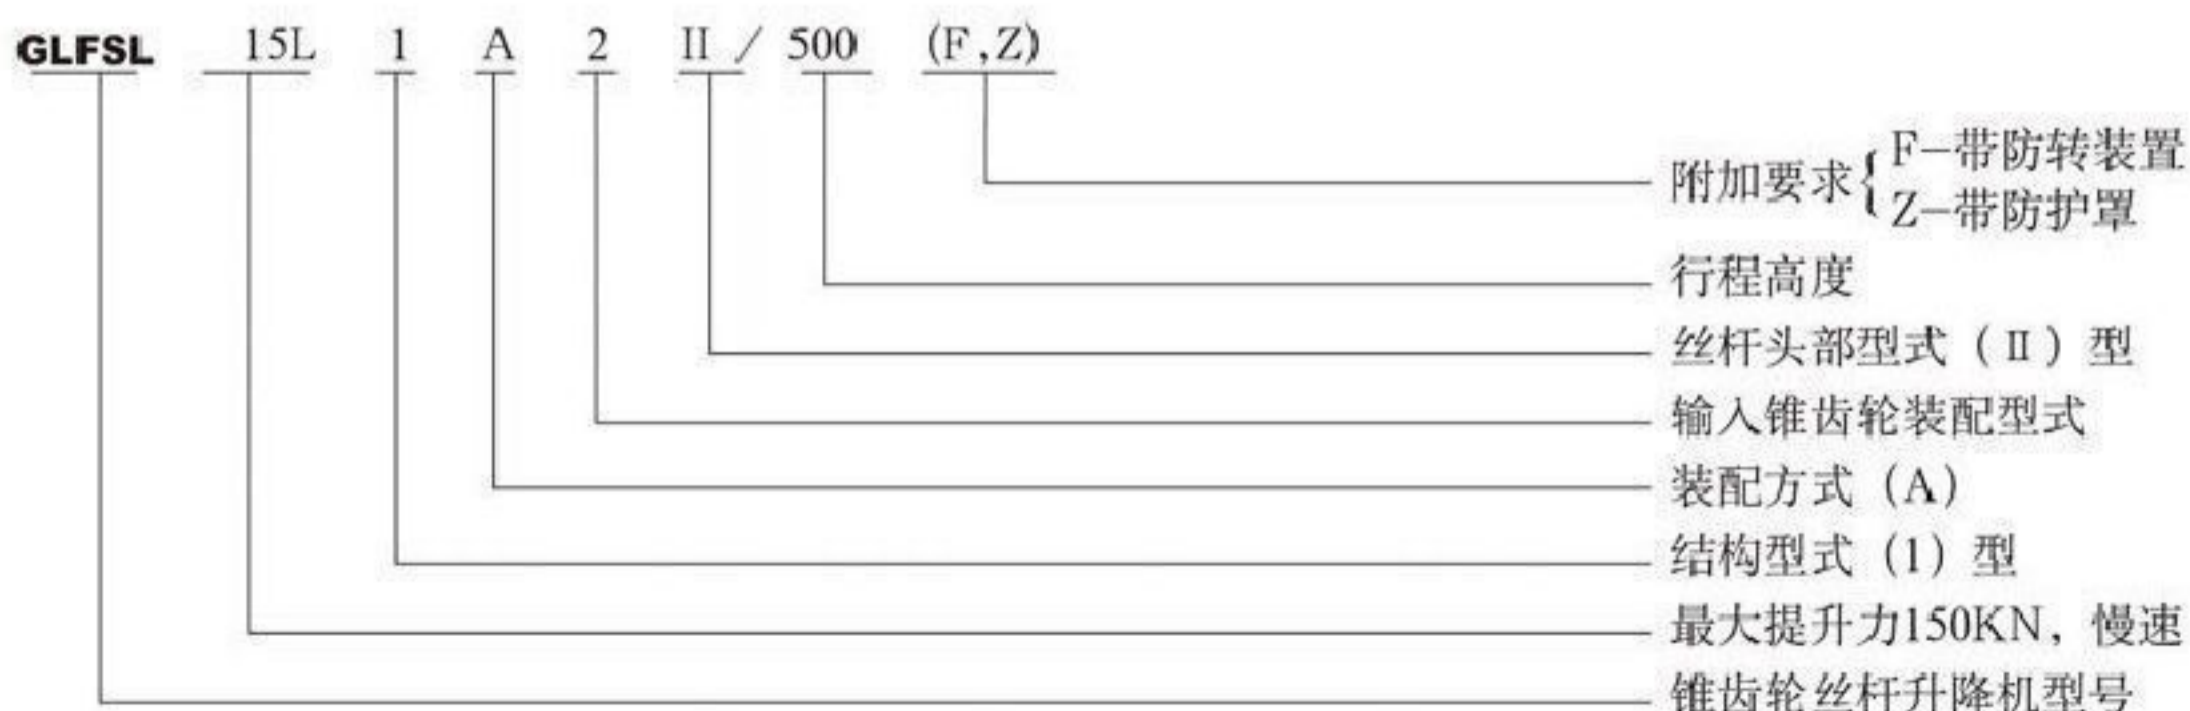 GLFSL 15L 1 A 2 II / 500 (F,Z)
附加要求{F-带防转装置
Z-带防护罩
行程高度
丝杆头部型式（II）型
输入锥齿轮装配型式
装配方式（A）
结构型式（1）型
最大提升力150KN，慢速
锥齿轮丝杆升降机型号